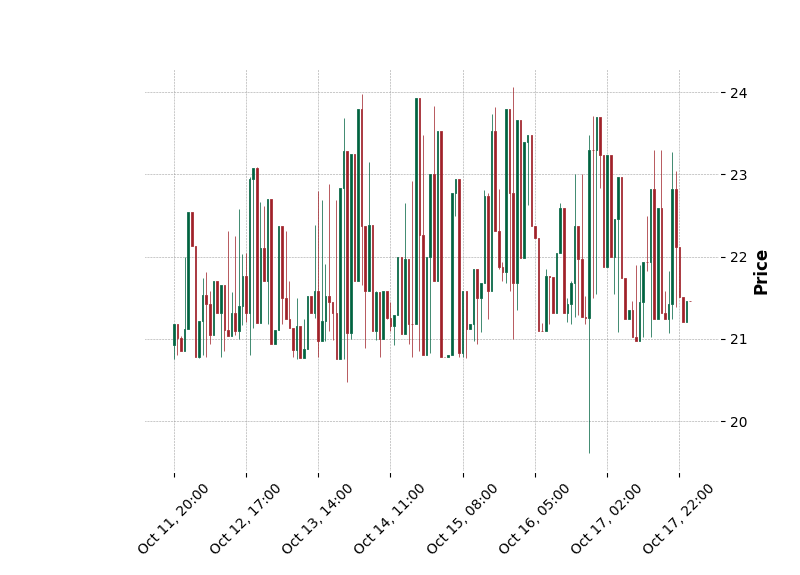 24
23
22
21
20
Price
Oct 11, 20:00
Oct 12, 17:00
Oct 13, 14:00
Oct 14, 11:00
Oct 15, 08:00
Oct 16, 05:00
Oct 17, 02:00
Oct 17, 22:00